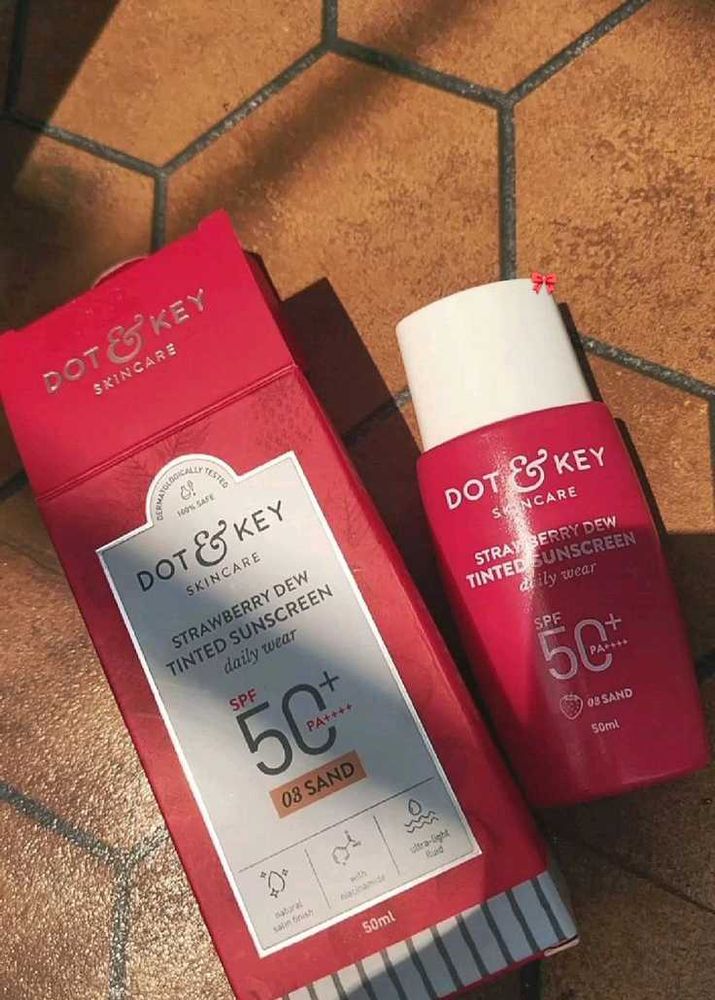 DOT & KEY
SKINCARE
DERMATOLOGICALLY TESTED
100% SAFE
DOT & KEY
SKINCARE
STRAWBERRY DEW
TINTED SUNSCREEN
daily wear
SPF
50+
PA++++
03 SAND
natural
satin finish
with
niacinamide
ultra-light
fluid
50ml
DOT & KEY
SKINCARE
STRAWBERRY DEW
TINTED SUNSCREEN
daily wear
SPF
50+
PA++++
03 SAND
50ml